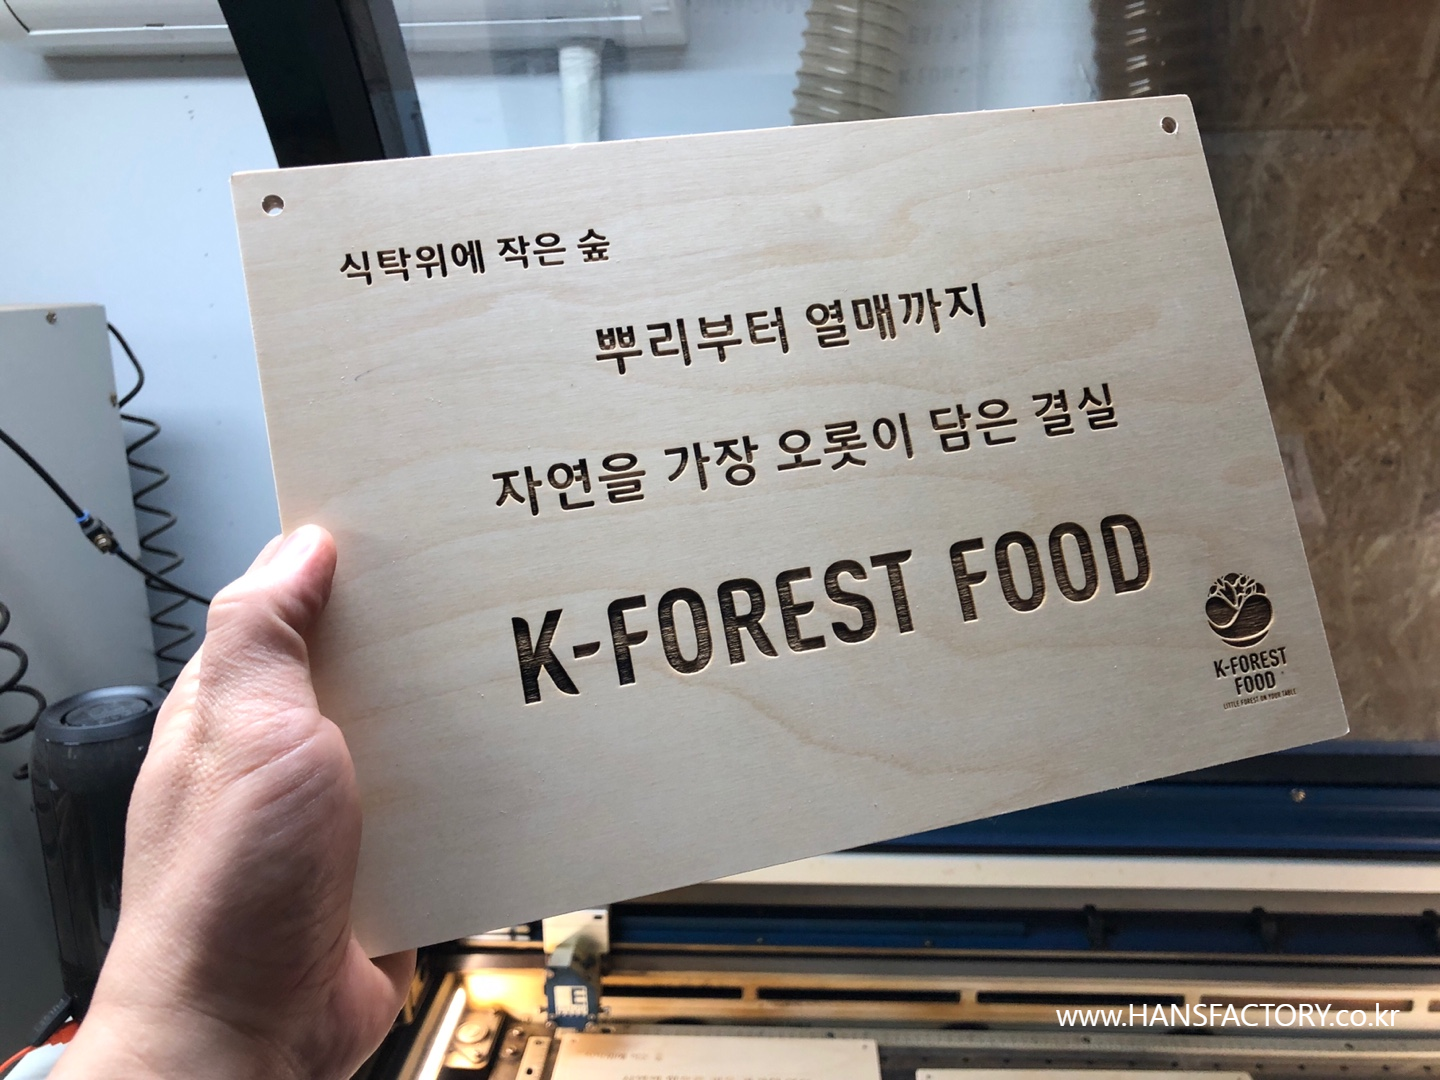 식탁위에 작은 숲
뿌리부터 열매까지
자연을 가장 오롯이 담은 결실
K-FOREST FOOD
K-FOREST
FOOD
LITTLE FOREST ON YOUR TABLE
E
www.HANSFACTORY.co.kr